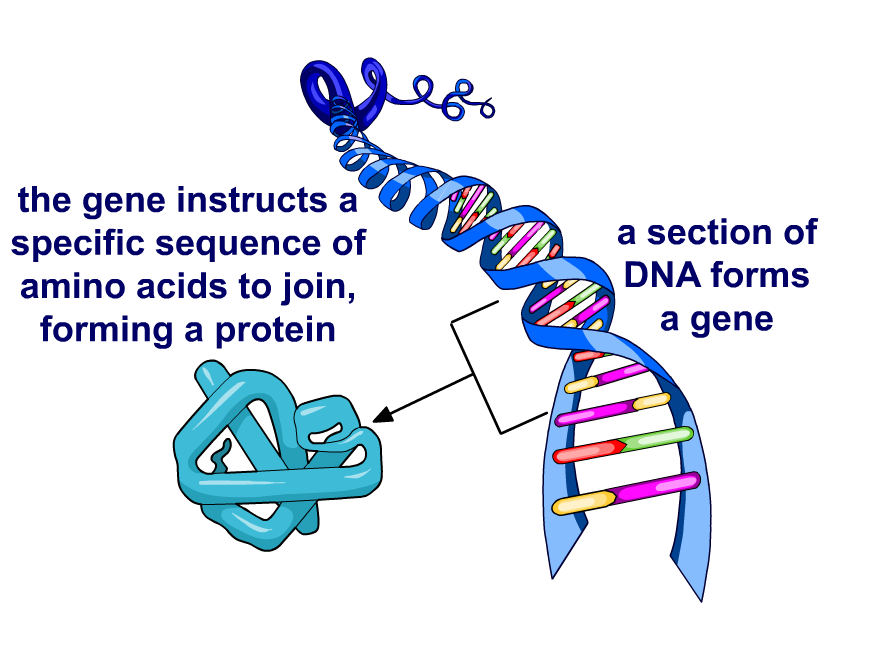 the gene instructs a
specific sequence of
amino acids to join,
forming a protein
a section of
DNA forms
a gene